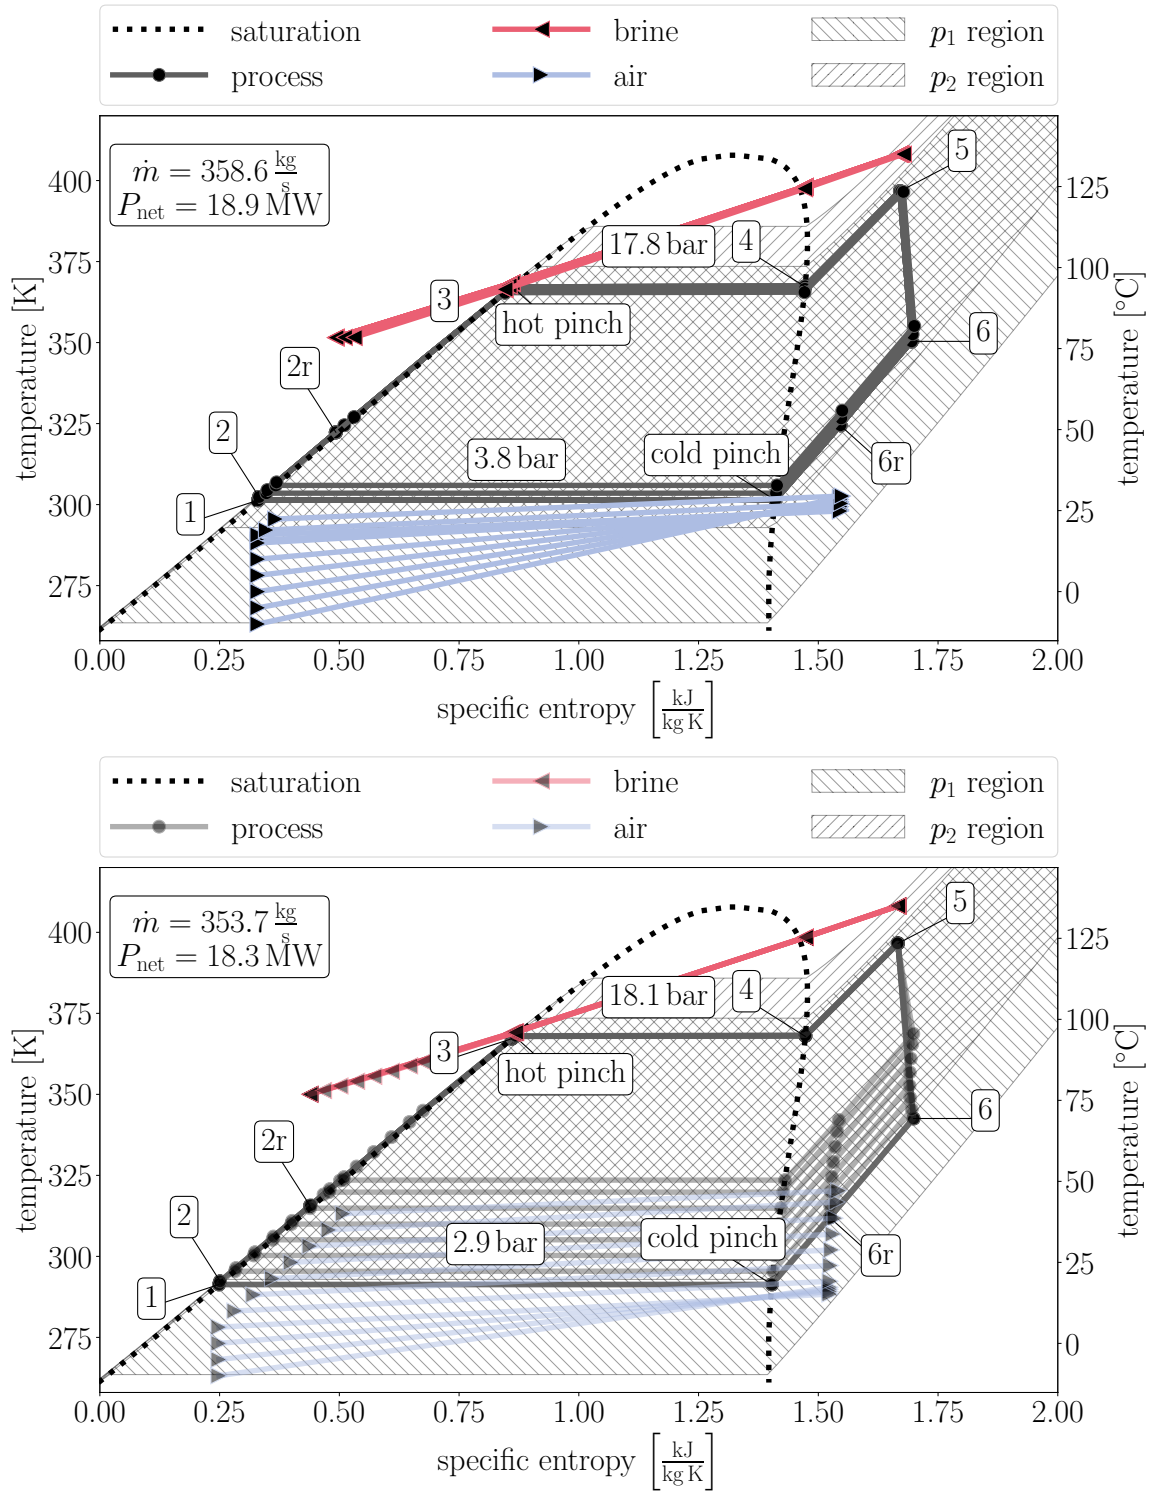 saturation brine p₁ region
process air p₂ region
ṁ = 358.6 kg/s
P_net = 18.9 MW
5
17.8 bar
4
3
hot pinch
6
2r
2
3.8 bar
cold pinch
6r
1
temperature [K]
400
375
350
325
300
275
temperature [°C]
125
100
75
50
25
0
0.00 0.25 0.50 0.75 1.00 1.25 1.50 1.75 2.00
specific entropy [kJ/kg K]
saturation brine p₁ region
process air p₂ region
ṁ = 353.7 kg/s
P_net = 18.3 MW
5
18.1 bar
4
3
hot pinch
6
2r
2
2.9 bar
cold pinch
6r
1
temperature [K]
400
375
350
325
300
275
temperature [°C]
125
100
75
50
25
0
0.00 0.25 0.50 0.75 1.00 1.25 1.50 1.75 2.00
specific entropy [kJ/kg K]